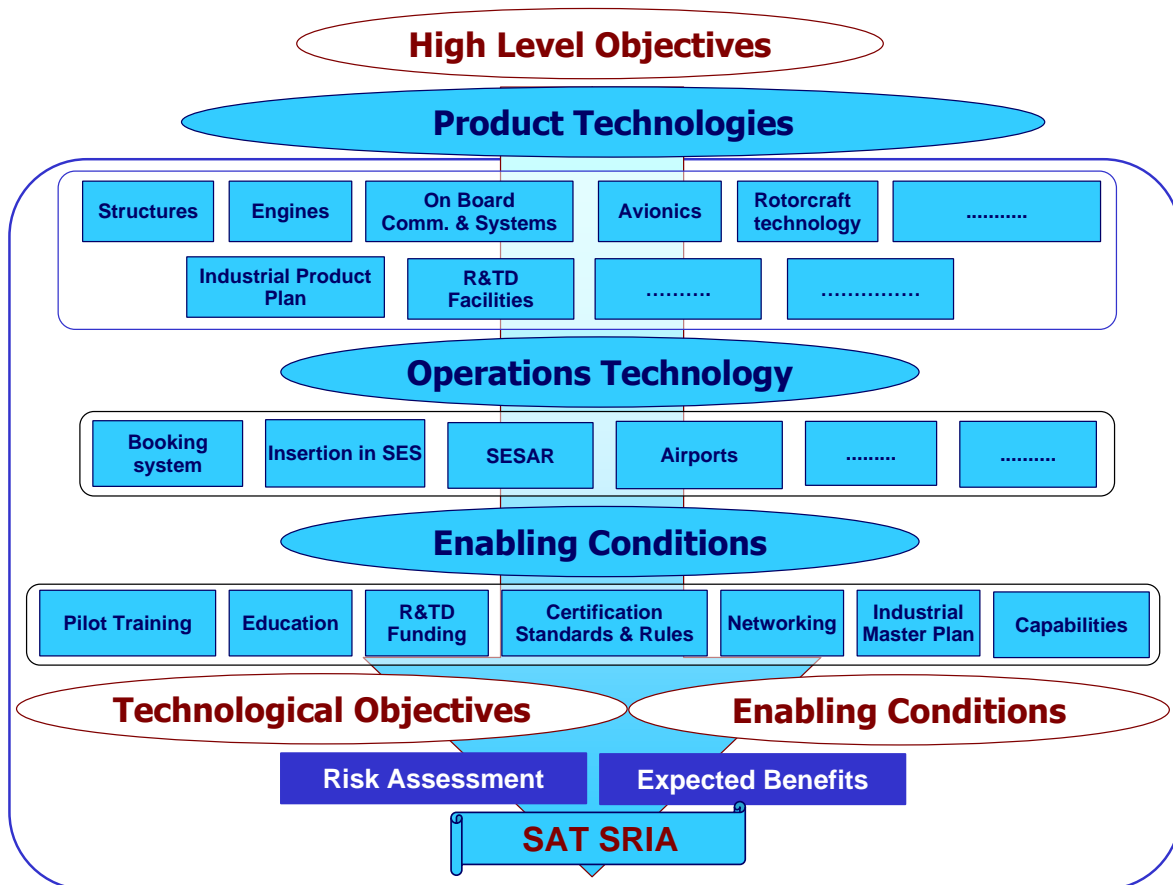 High Level Objectives
Product Technologies
Structures
Engines
On Board
Comm. & Systems
Avionics
Rotorcraft
technology
...........
Industrial Product
Plan
R&TD
Facilities
……….
……………
Operations Technology
Booking
system
Insertion in SES
SESAR
Airports
.........
..........
Enabling Conditions
Pilot Training
Education
R&TD
Funding
Certification
Standards & Rules
Networking
Industrial
Master Plan
Capabilities
Technological Objectives
Enabling Conditions
Risk Assessment
Expected Benefits
SAT SRIA